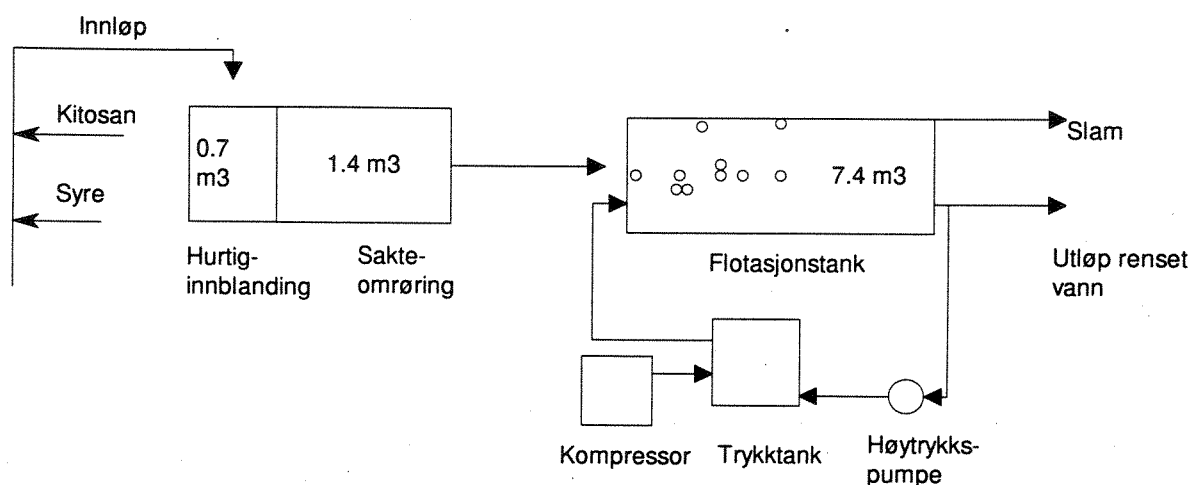 Innløp
Kitosan
Syre
0.7
m3
1.4 m3
Hurtig-
innblanding
Sakte-
omrøring
7.4 m3
Slam
Flotasjonstank
Utløp renset
vann
Kompressor
Trykktank
Høytrykks-
pumpe